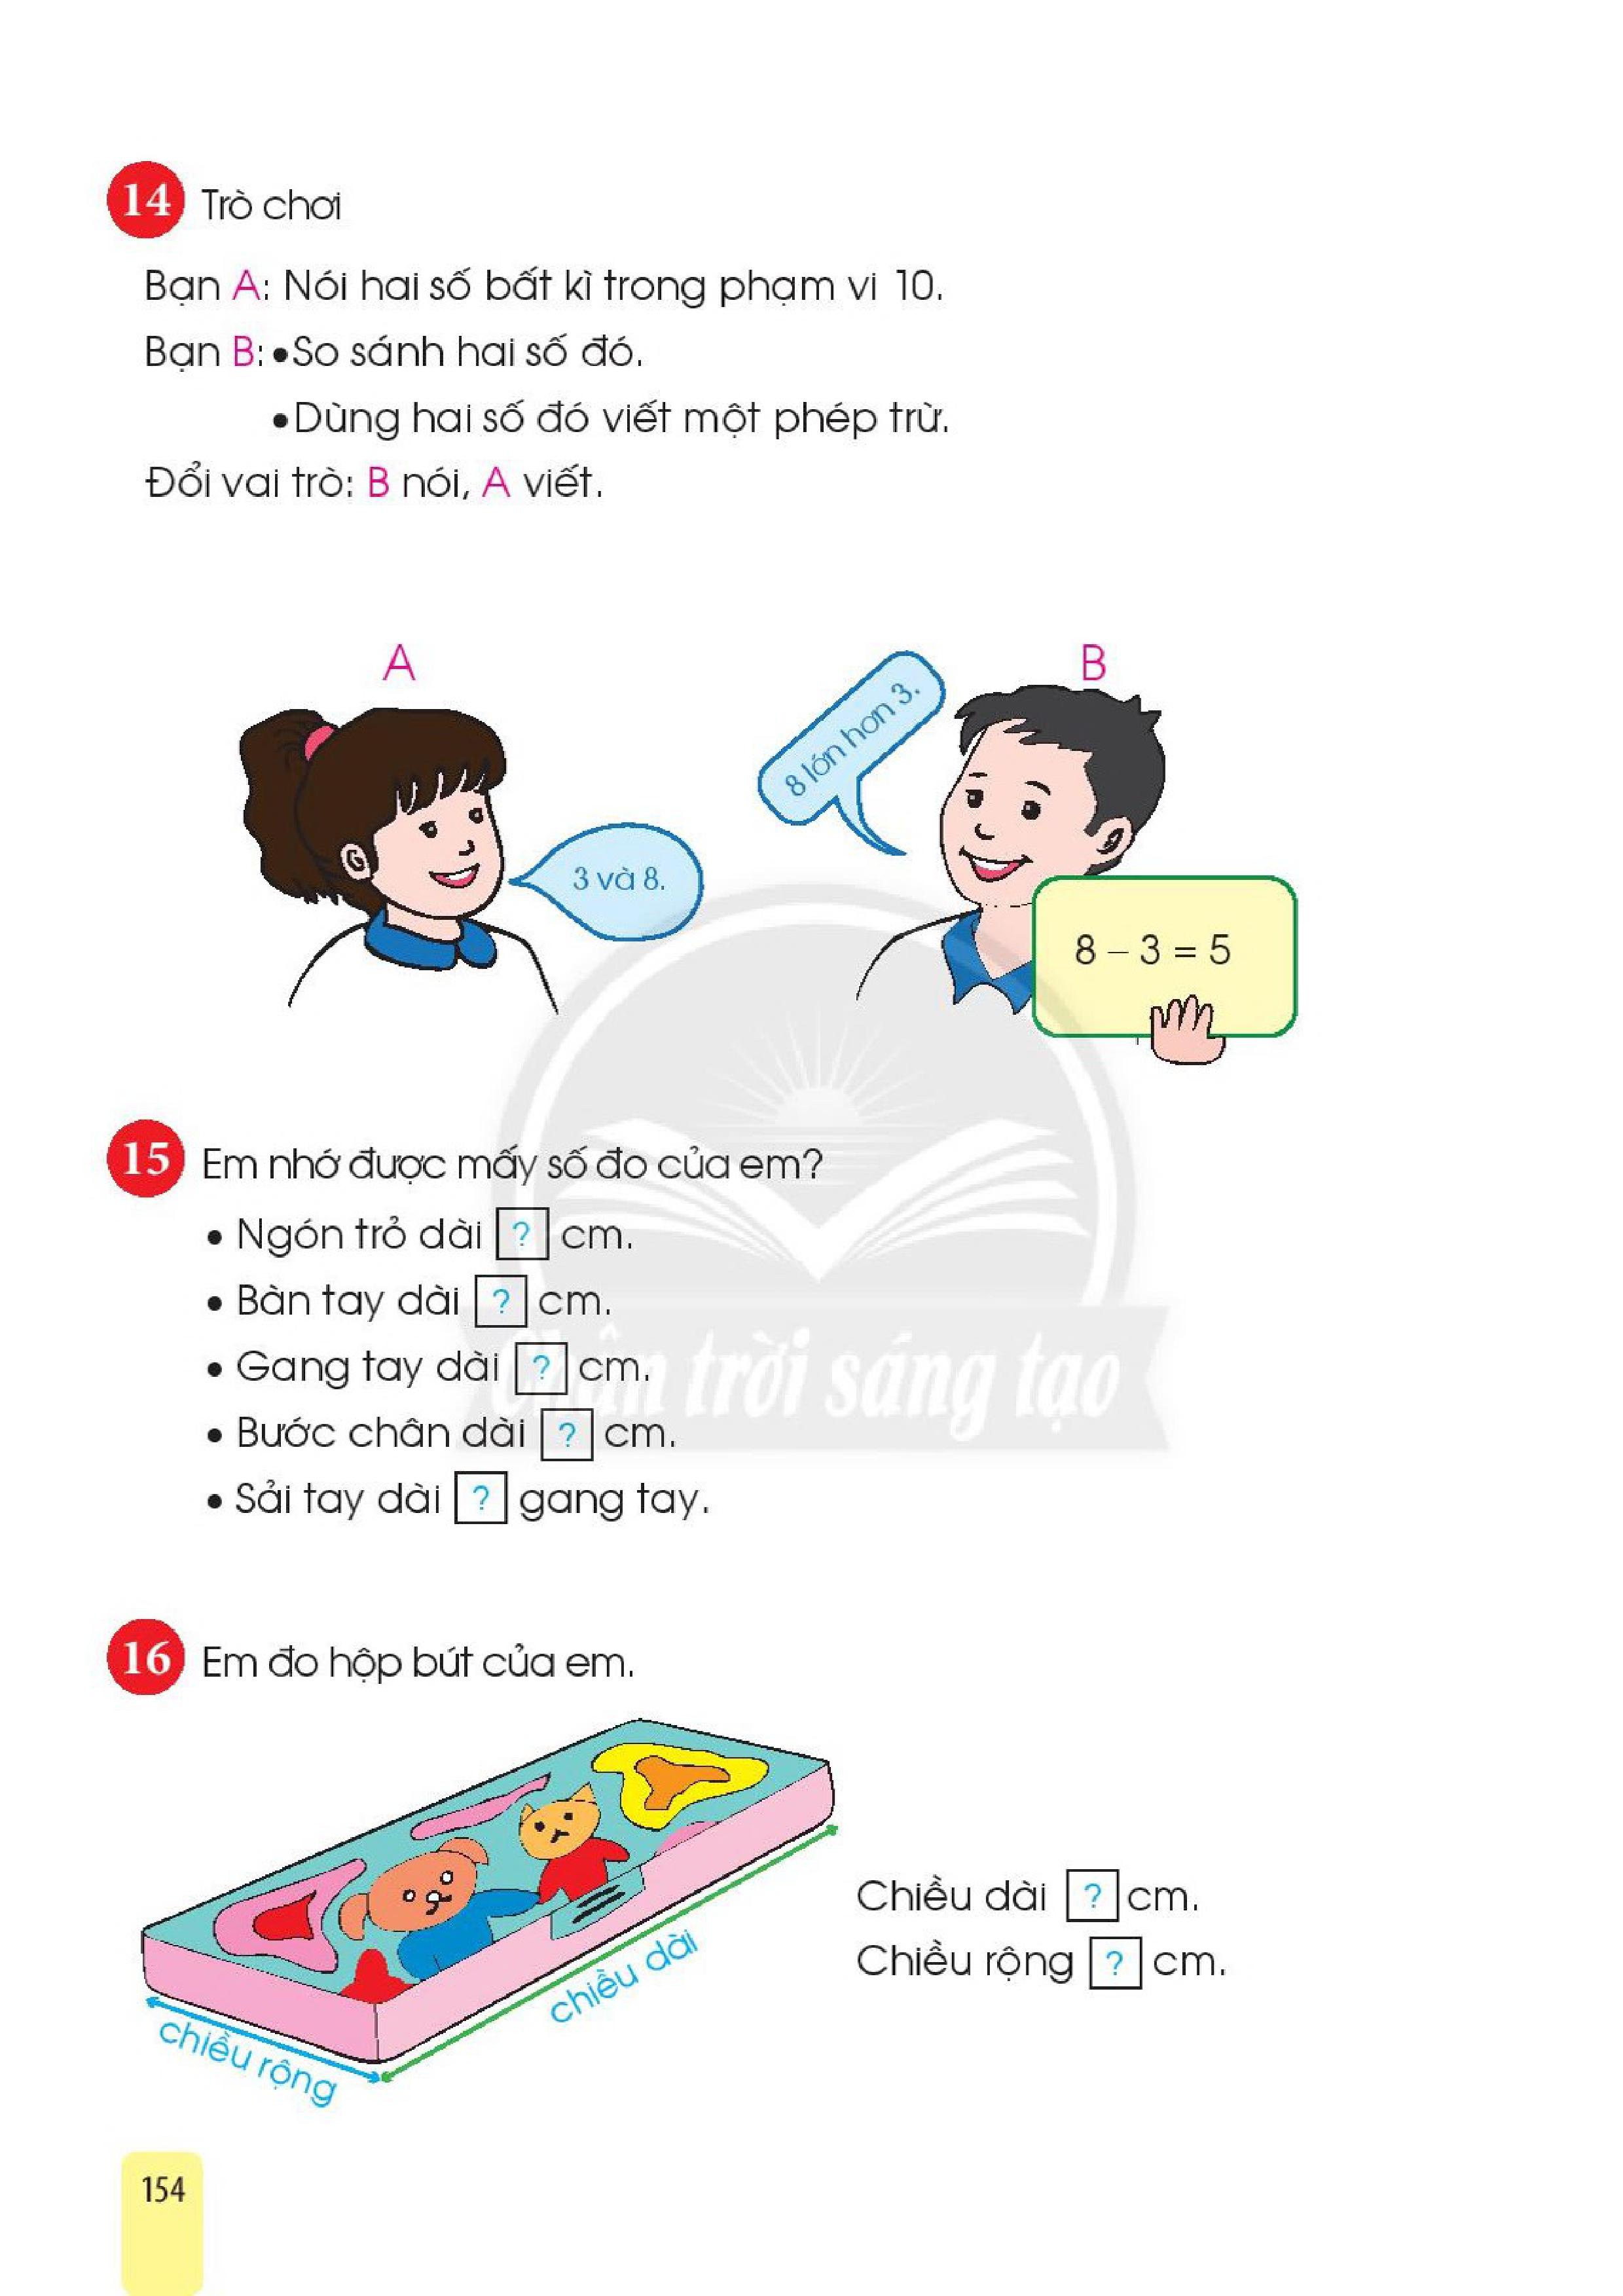 14 Trò chơi
Bạn A: Nói hai số bất kì trong phạm vi 10.
Bạn B: •So sánh hai số đó.
•Dùng hai số đó viết một phép trừ.
Đổi vai trò: B nói, A viết.
A
B
8 lớn hơn 3.
3 và 8.
8 – 3 = 5
15 Em nhớ được mấy số đo của em?
• Ngón trỏ dài ? cm.
• Bàn tay dài ? cm.
• Gang tay dài ? cm.
• Bước chân dài ? cm.
• Sải tay dài ? gang tay.
Chân trời sáng tạo
16 Em đo hộp bút của em.
Chiều dài ? cm.
Chiều rộng ? cm.
chiều dài
chiều rộng
154